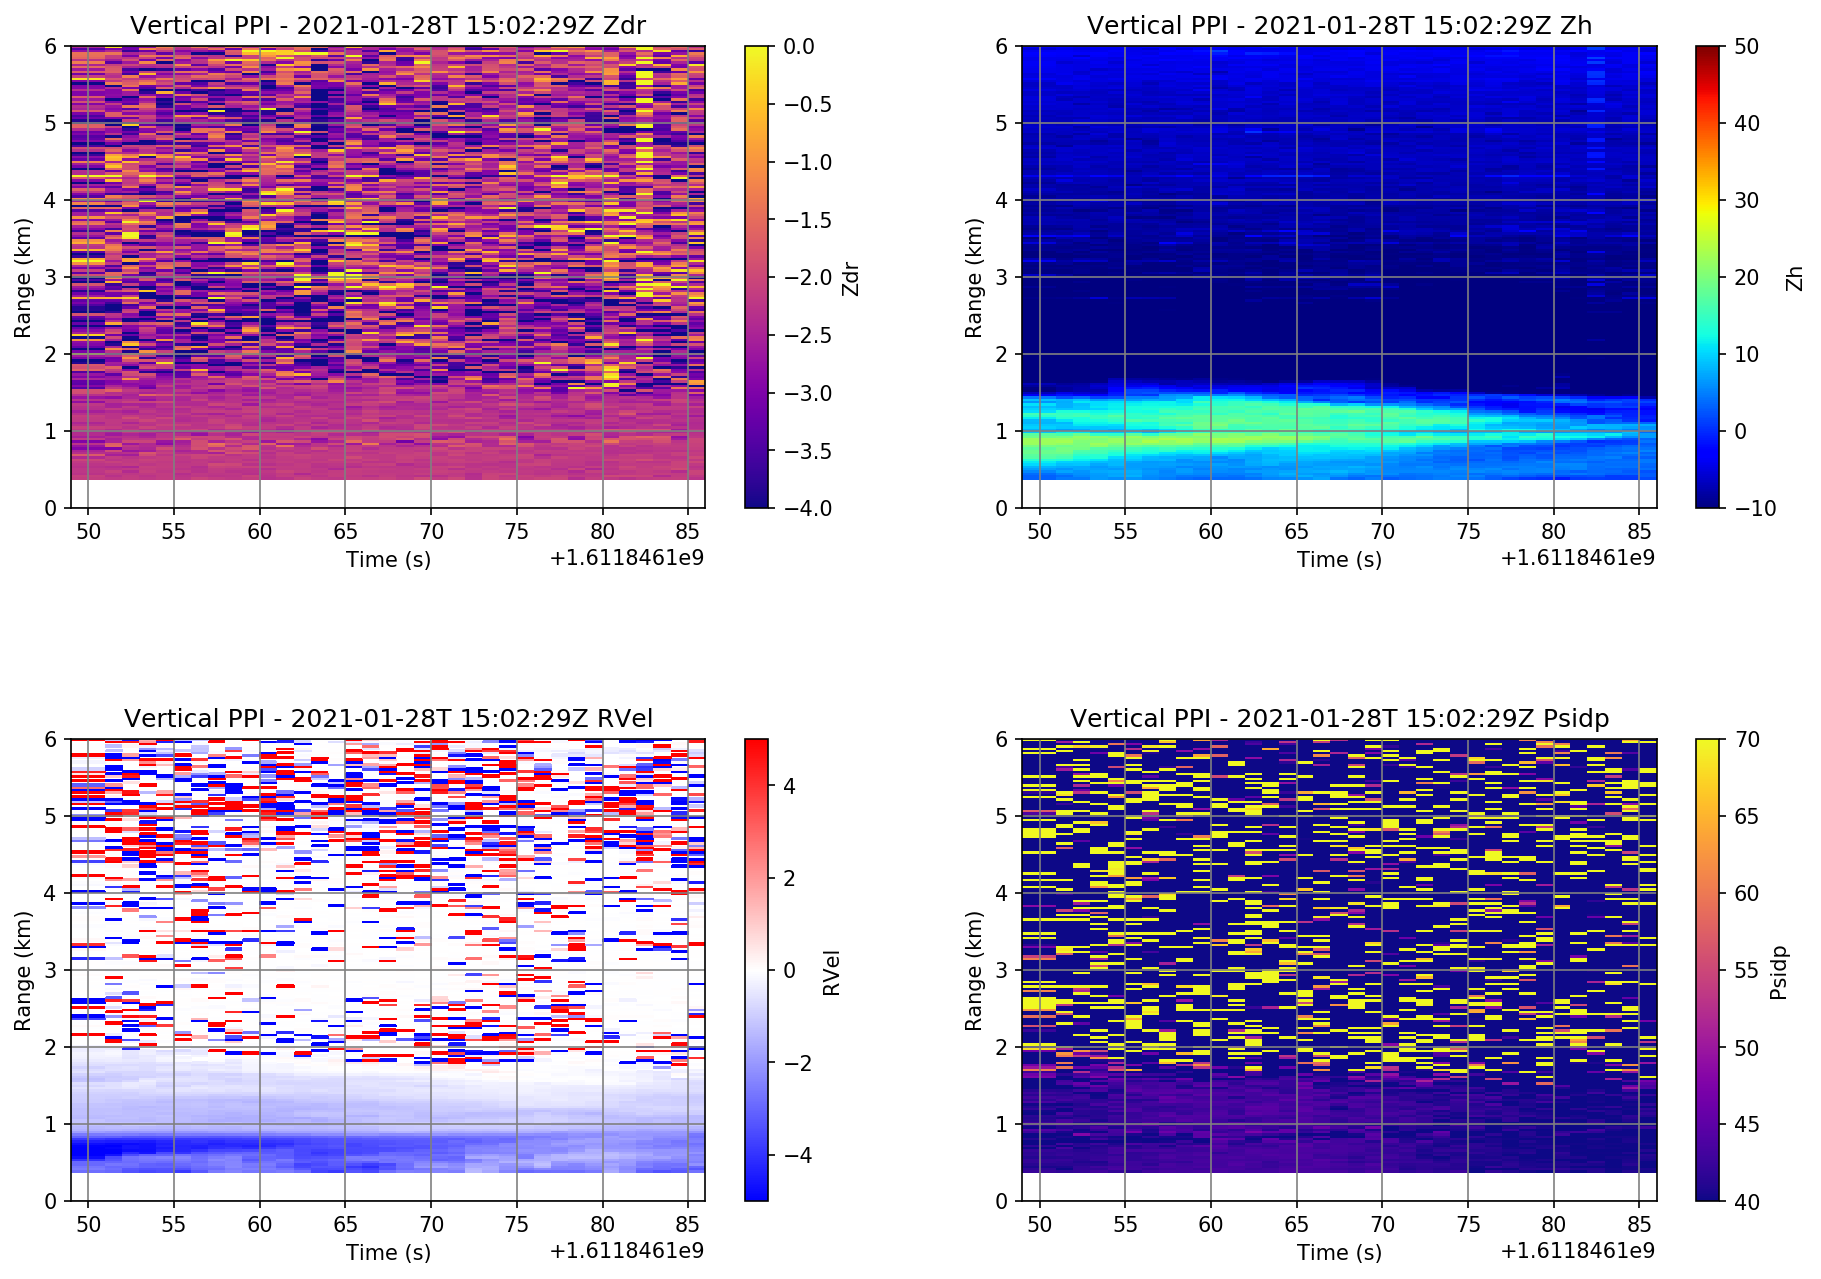 Vertical PPI - 2021-01-28T 15:02:29Z Zdr
6
5
4
3
2
1
0
Range (km)
50 55 60 65 70 75 80 85
Time (s)
+1.6118461e9
0.0
−0.5
−1.0
−1.5
−2.0
−2.5
−3.0
−3.5
−4.0
Zdr
Vertical PPI - 2021-01-28T 15:02:29Z Zh
6
5
4
3
2
1
0
Range (km)
50 55 60 65 70 75 80 85
Time (s)
+1.6118461e9
50
40
30
20
10
0
−10
Zh
Vertical PPI - 2021-01-28T 15:02:29Z RVel
6
5
4
3
2
1
0
Range (km)
50 55 60 65 70 75 80 85
Time (s)
+1.6118461e9
4
2
0
−2
−4
RVel
Vertical PPI - 2021-01-28T 15:02:29Z Psidp
6
5
4
3
2
1
0
Range (km)
50 55 60 65 70 75 80 85
Time (s)
+1.6118461e9
70
65
60
55
50
45
40
Psidp